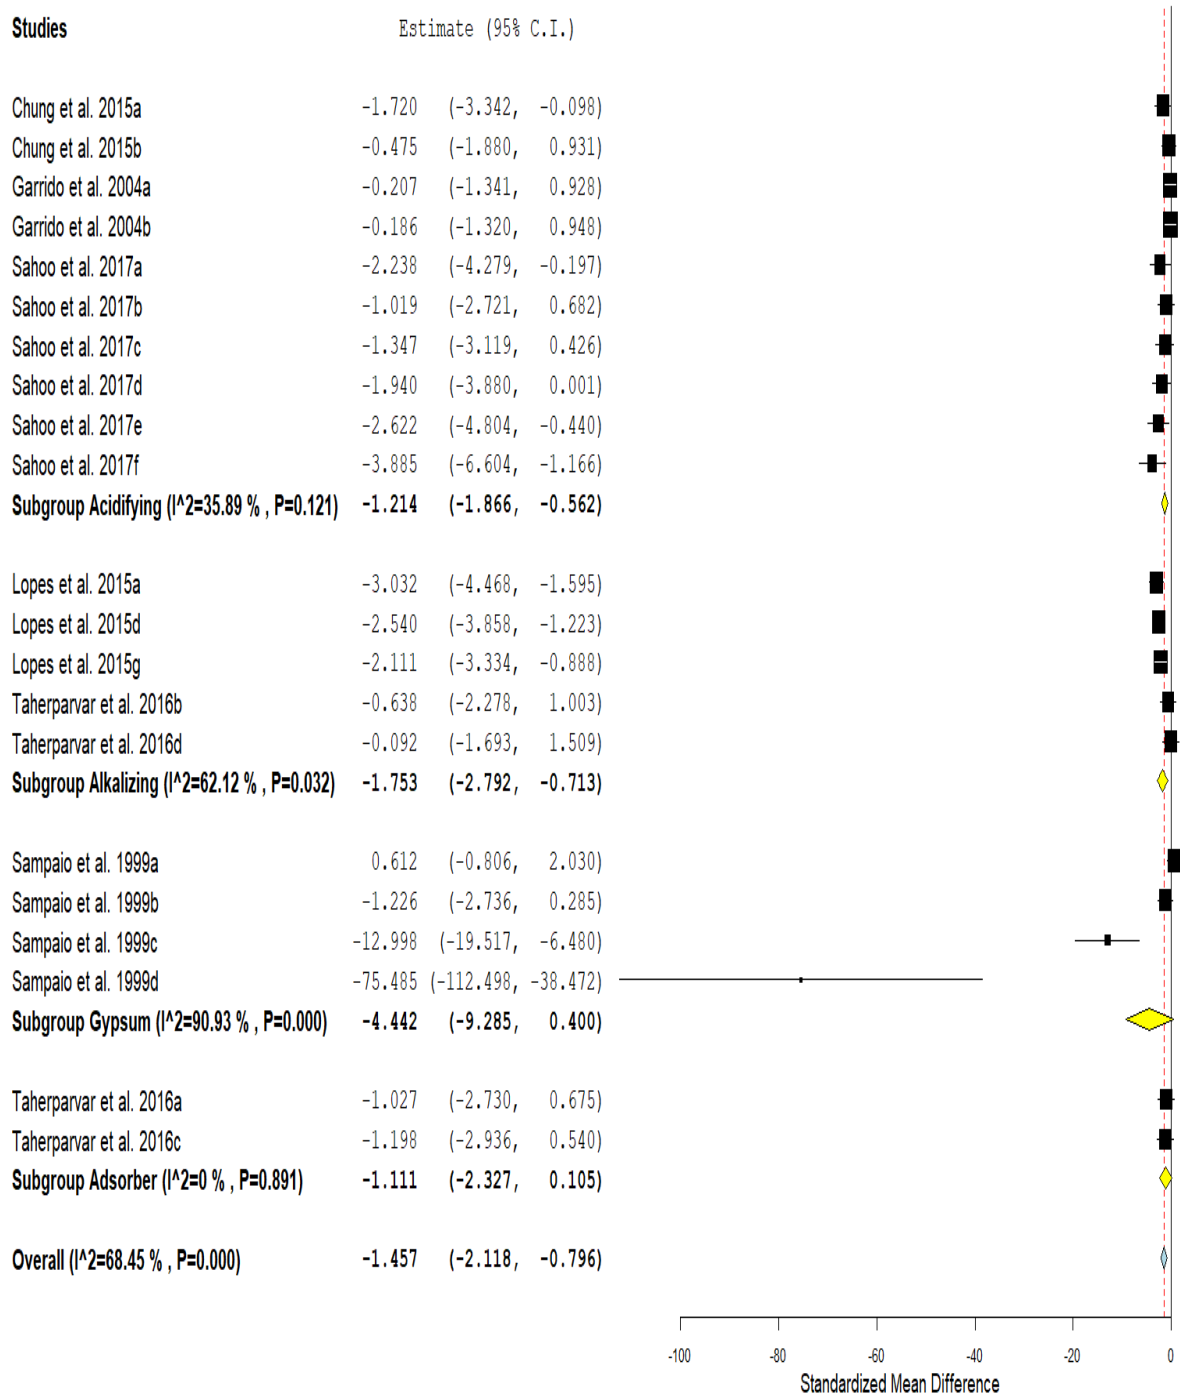 Studies Estimate (95% C.I.)
Chung et al. 2015a -1.720 (-3.342, -0.098)
Chung et al. 2015b -0.475 (-1.880, 0.931)
Garrido et al. 2004a -0.207 (-1.341, 0.928)
Garrido et al. 2004b -0.186 (-1.320, 0.948)
Sahoo et al. 2017a -2.238 (-4.279, -0.197)
Sahoo et al. 2017b -1.019 (-2.721, 0.682)
Sahoo et al. 2017c -1.347 (-3.119, 0.426)
Sahoo et al. 2017d -1.940 (-3.880, 0.001)
Sahoo et al. 2017e -2.622 (-4.804, -0.440)
Sahoo et al. 2017f -3.885 (-6.604, -1.166)
Subgroup Acidifying (I^2=35.89 % , P=0.121) -1.214 (-1.866, -0.562)
Lopes et al. 2015a -3.032 (-4.468, -1.595)
Lopes et al. 2015d -2.540 (-3.858, -1.223)
Lopes et al. 2015g -2.111 (-3.334, -0.888)
Taherparvar et al. 2016b -0.638 (-2.278, 1.003)
Taherparvar et al. 2016d -0.092 (-1.693, 1.509)
Subgroup Alkalizing (I^2=62.12 % , P=0.032) -1.753 (-2.792, -0.713)
Sampaio et al. 1999a 0.612 (-0.806, 2.030)
Sampaio et al. 1999b -1.226 (-2.736, 0.285)
Sampaio et al. 1999c -12.998 (-19.517, -6.480)
Sampaio et al. 1999d -75.485 (-112.498, -38.472)
Subgroup Gypsum (I^2=90.93 % , P=0.000) -4.442 (-9.285, 0.400)
Taherparvar et al. 2016a -1.027 (-2.730, 0.675)
Taherparvar et al. 2016c -1.198 (-2.936, 0.540)
Subgroup Adsorber (I^2=0 % , P=0.891) -1.111 (-2.327, 0.105)
Overall (I^2=68.45 % , P=0.000) -1.457 (-2.118, -0.796)
-100 -80 -60 -40 -20 0
Standardized Mean Difference